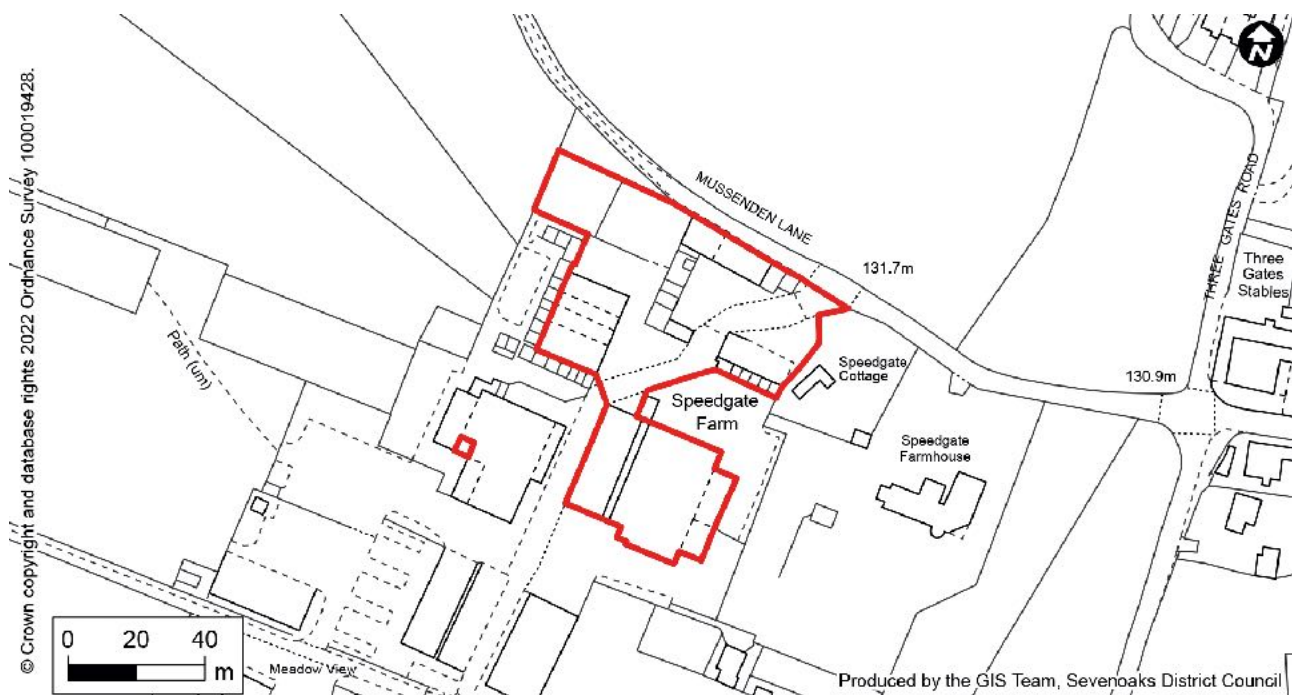 © Crown copyright and database rights 2022 Ordnance Survey 100019428.
N
MUSSENDEN LANE
131.7m
THREE GATES ROAD
Three
Gates
Stables
Path (um)
Speedgate
Cottage
130.9m
Speedgate
Farm
Speedgate
Farmhouse
0 20 40
m
Meadow View
Produced by the GIS Team, Sevenoaks District Council